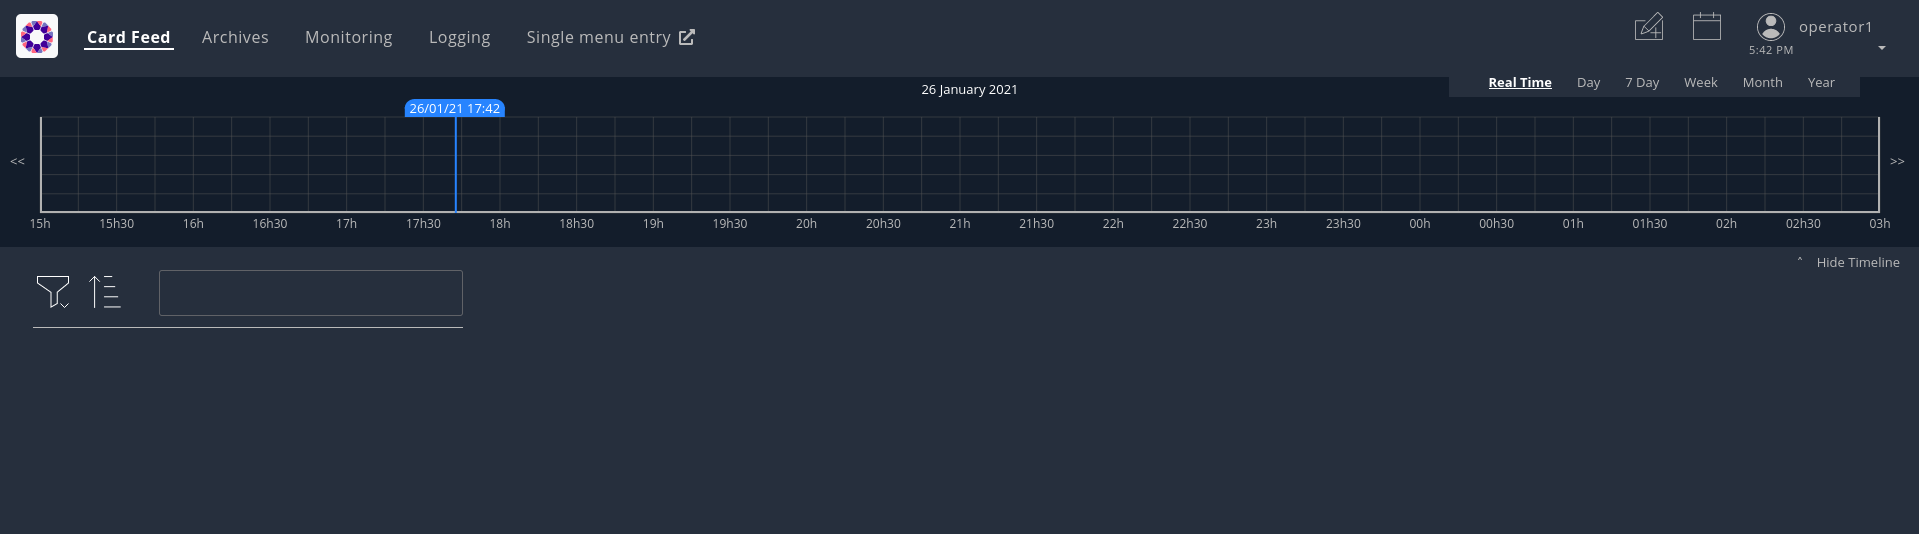 Card Feed Archives Monitoring Logging Single menu entry operator1
5:42 PM
Real Time Day 7 Day Week Month Year
26 January 2021
26/01/21 17:42
<< >>
15h 15h30 16h 16h30 17h 17h30 18h 18h30 19h 19h30 20h 20h30 21h 21h30 22h 22h30 23h 23h30 00h 00h30 01h 01h30 02h 02h30 03h
Hide Timeline